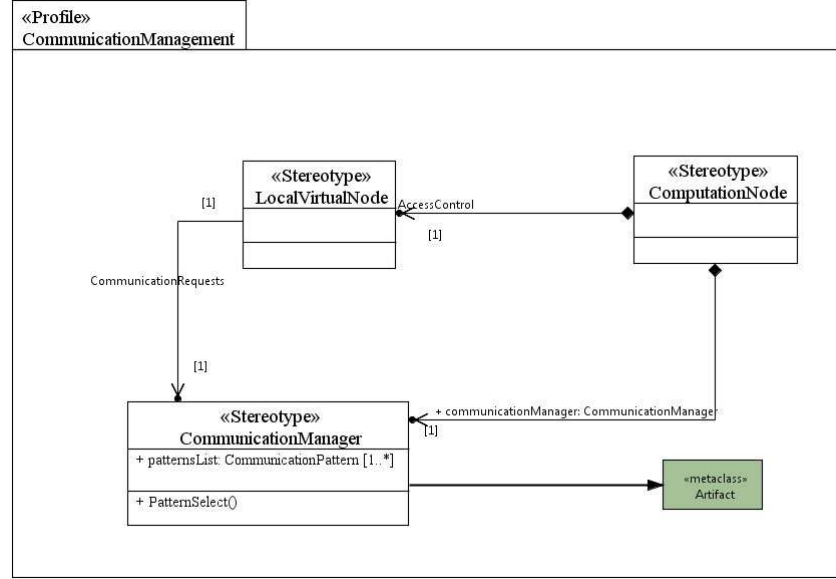 «Profile»
CommunicationManagement
«Stereotype»
LocalVirtualNode
«Stereotype»
ComputationNode
[1]
AccessControl
[1]
CommunicationRequests
[1]
«Stereotype»
CommunicationManager
+ patternsList: CommunicationPattern [1..*]
+ PatternSelect()
+ communicationManager: CommunicationManager
[1]
«metaclass»
Artifact